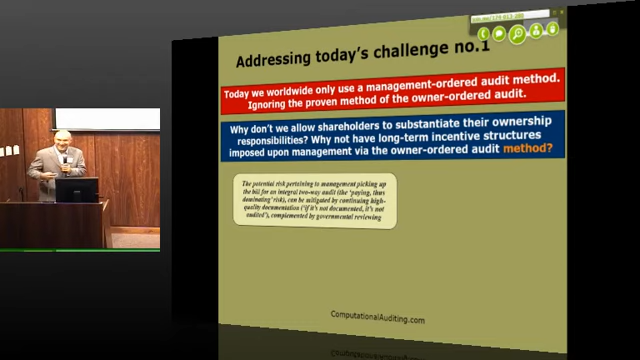 Addressing today's challenge no.1
Today we worldwide only use a management-ordered audit method.
Ignoring the proven method of the owner-ordered audit.
Why don't we allow shareholders to substantiate their ownership
responsibilities? Why not have long-term incentive structures
imposed upon management via the owner-ordered audit method?
The potential risk pertaining to management picking up
the bill for an integral two-way audit (the 'paying, thus
dominating' risk), can be mitigated by continuing high-
quality documentation ('if it's not documented, it's not
audited'), complemented by governmental reviewing
ComputationalAuditing.com